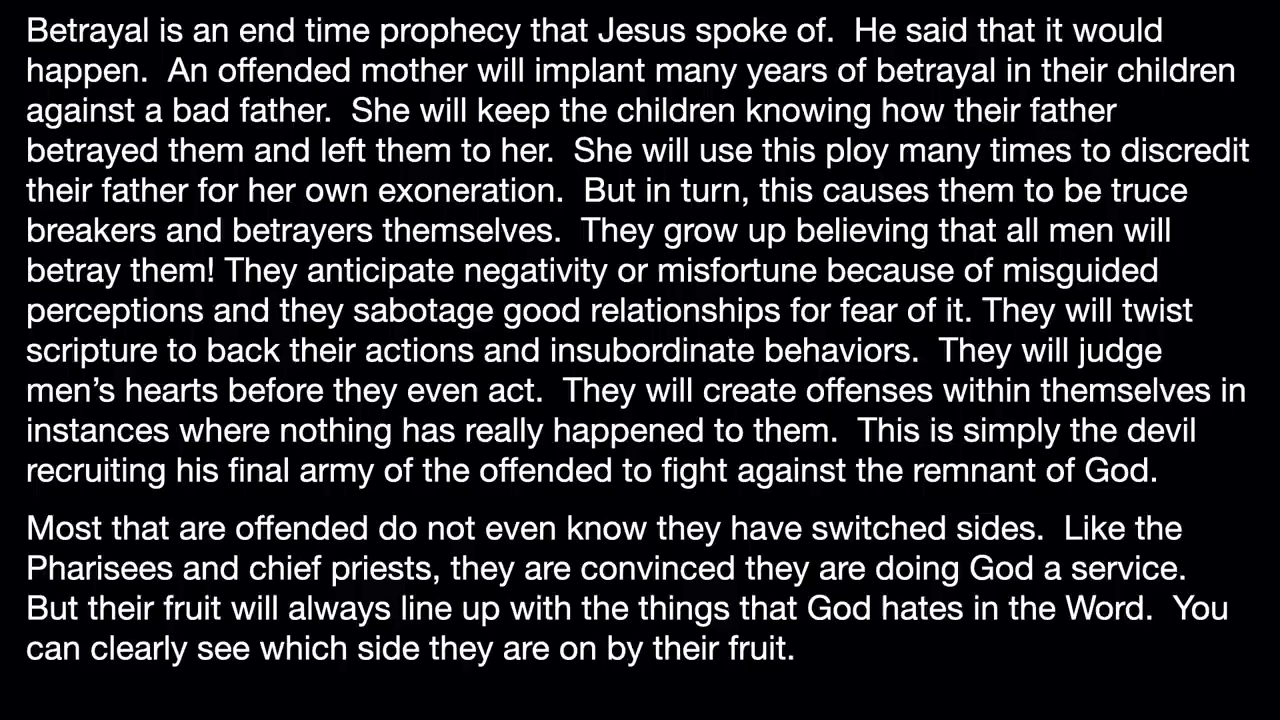 Betrayal is an end time prophecy that Jesus spoke of.  He said that it would
happen.  An offended mother will implant many years of betrayal in their children
against a bad father.  She will keep the children knowing how their father
betrayed them and left them to her.  She will use this ploy many times to discredit
their father for her own exoneration.  But in turn, this causes them to be truce
breakers and betrayers themselves.  They grow up believing that all men will
betray them! They anticipate negativity or misfortune because of misguided
perceptions and they sabotage good relationships for fear of it. They will twist
scripture to back their actions and insubordinate behaviors.  They will judge
men’s hearts before they even act.  They will create offenses within themselves in
instances where nothing has really happened to them.  This is simply the devil
recruiting his final army of the offended to fight against the remnant of God.
Most that are offended do not even know they have switched sides.  Like the
Pharisees and chief priests, they are convinced they are doing God a service.
But their fruit will always line up with the things that God hates in the Word.  You
can clearly see which side they are on by their fruit.